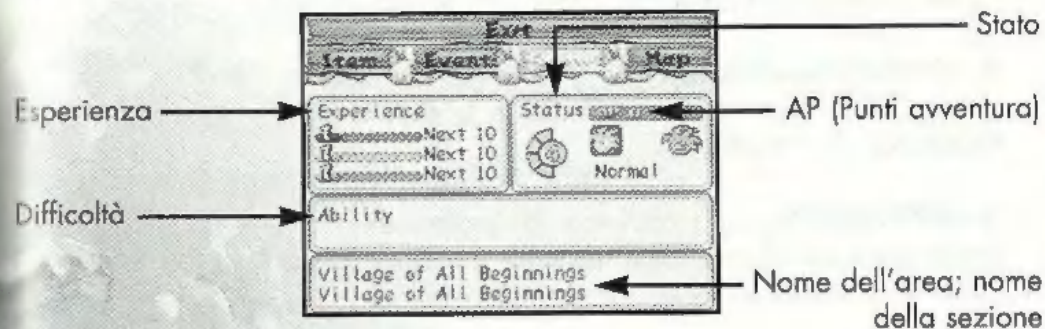 Exit
Stato
Item Event Map
Esperienza
Experience
Status
AP (Punti avventura)
Next 10
Next 10
Next 10
Normal
Difficoltà
Ability
Village of All Beginnings
Village of All Beginnings
Nome dell'area; nome
della sezione